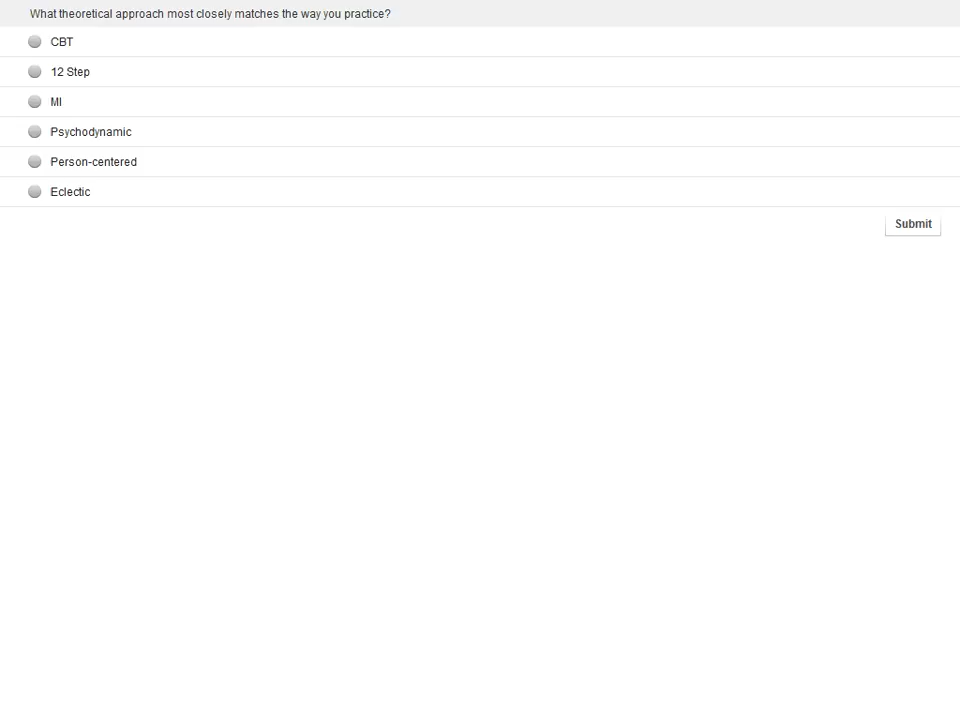 What theoretical approach most closely matches the way you practice?
CBT
12 Step
MI
Psychodynamic
Person-centered
Eclectic
Submit